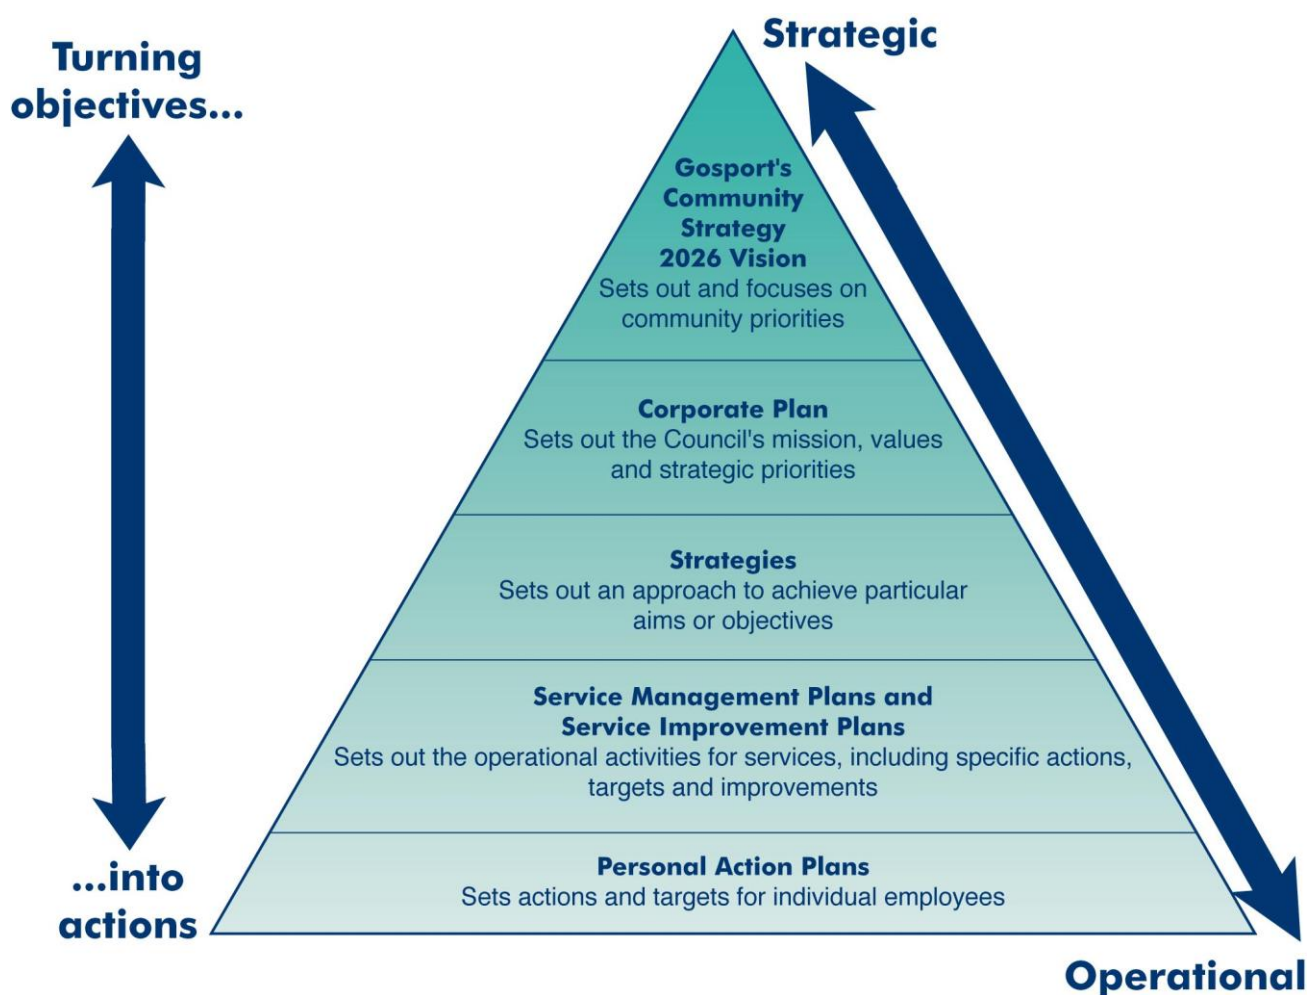 Turning
objectives...
...into
actions
Strategic
Gosport's
Community
Strategy
2026 Vision
Sets out and focuses on
community priorities
Corporate Plan
Sets out the Council's mission, values
and strategic priorities
Strategies
Sets out an approach to achieve particular
aims or objectives
Service Management Plans and
Service Improvement Plans
Sets out the operational activities for services, including specific actions,
targets and improvements
Personal Action Plans
Sets actions and targets for individual employees
Operational